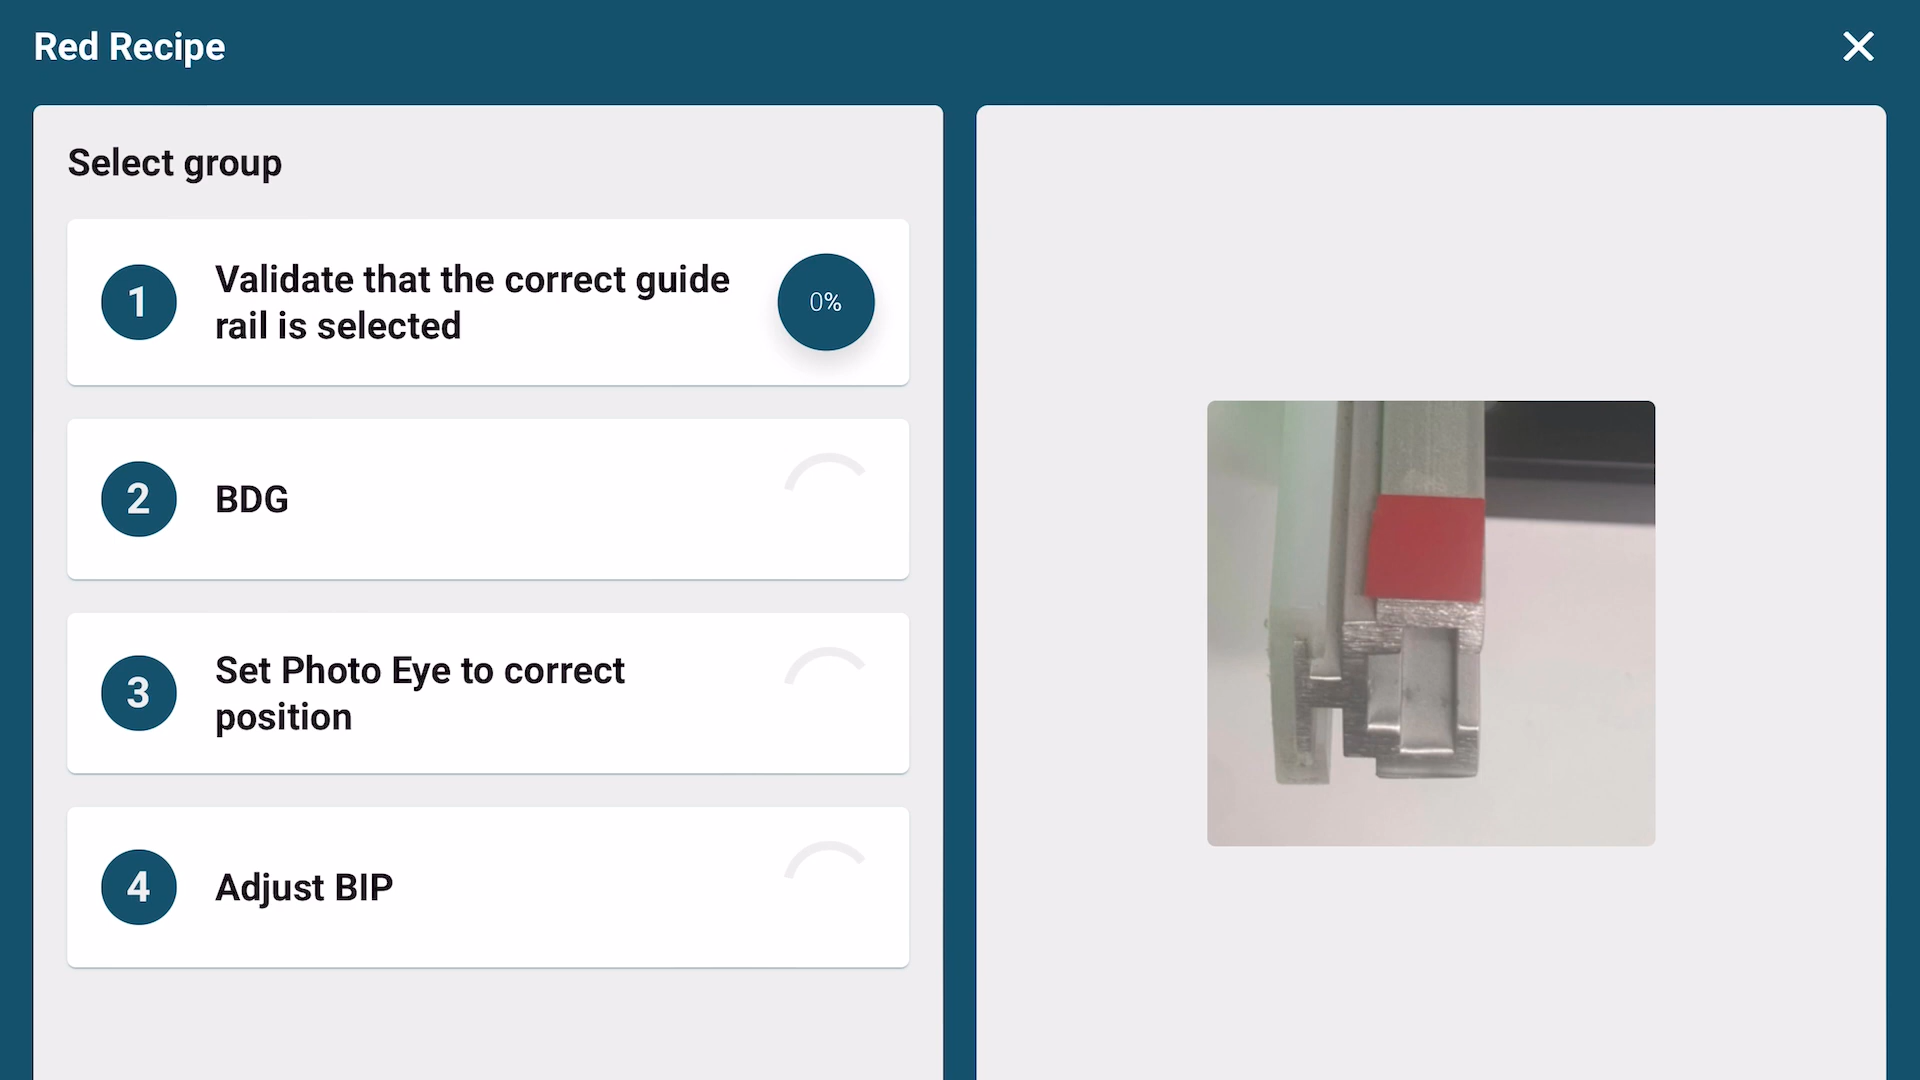 Red Recipe
Select group
1
Validate that the correct guide
rail is selected
0%
2
BDG
3
Set Photo Eye to correct
position
4
Adjust BIP